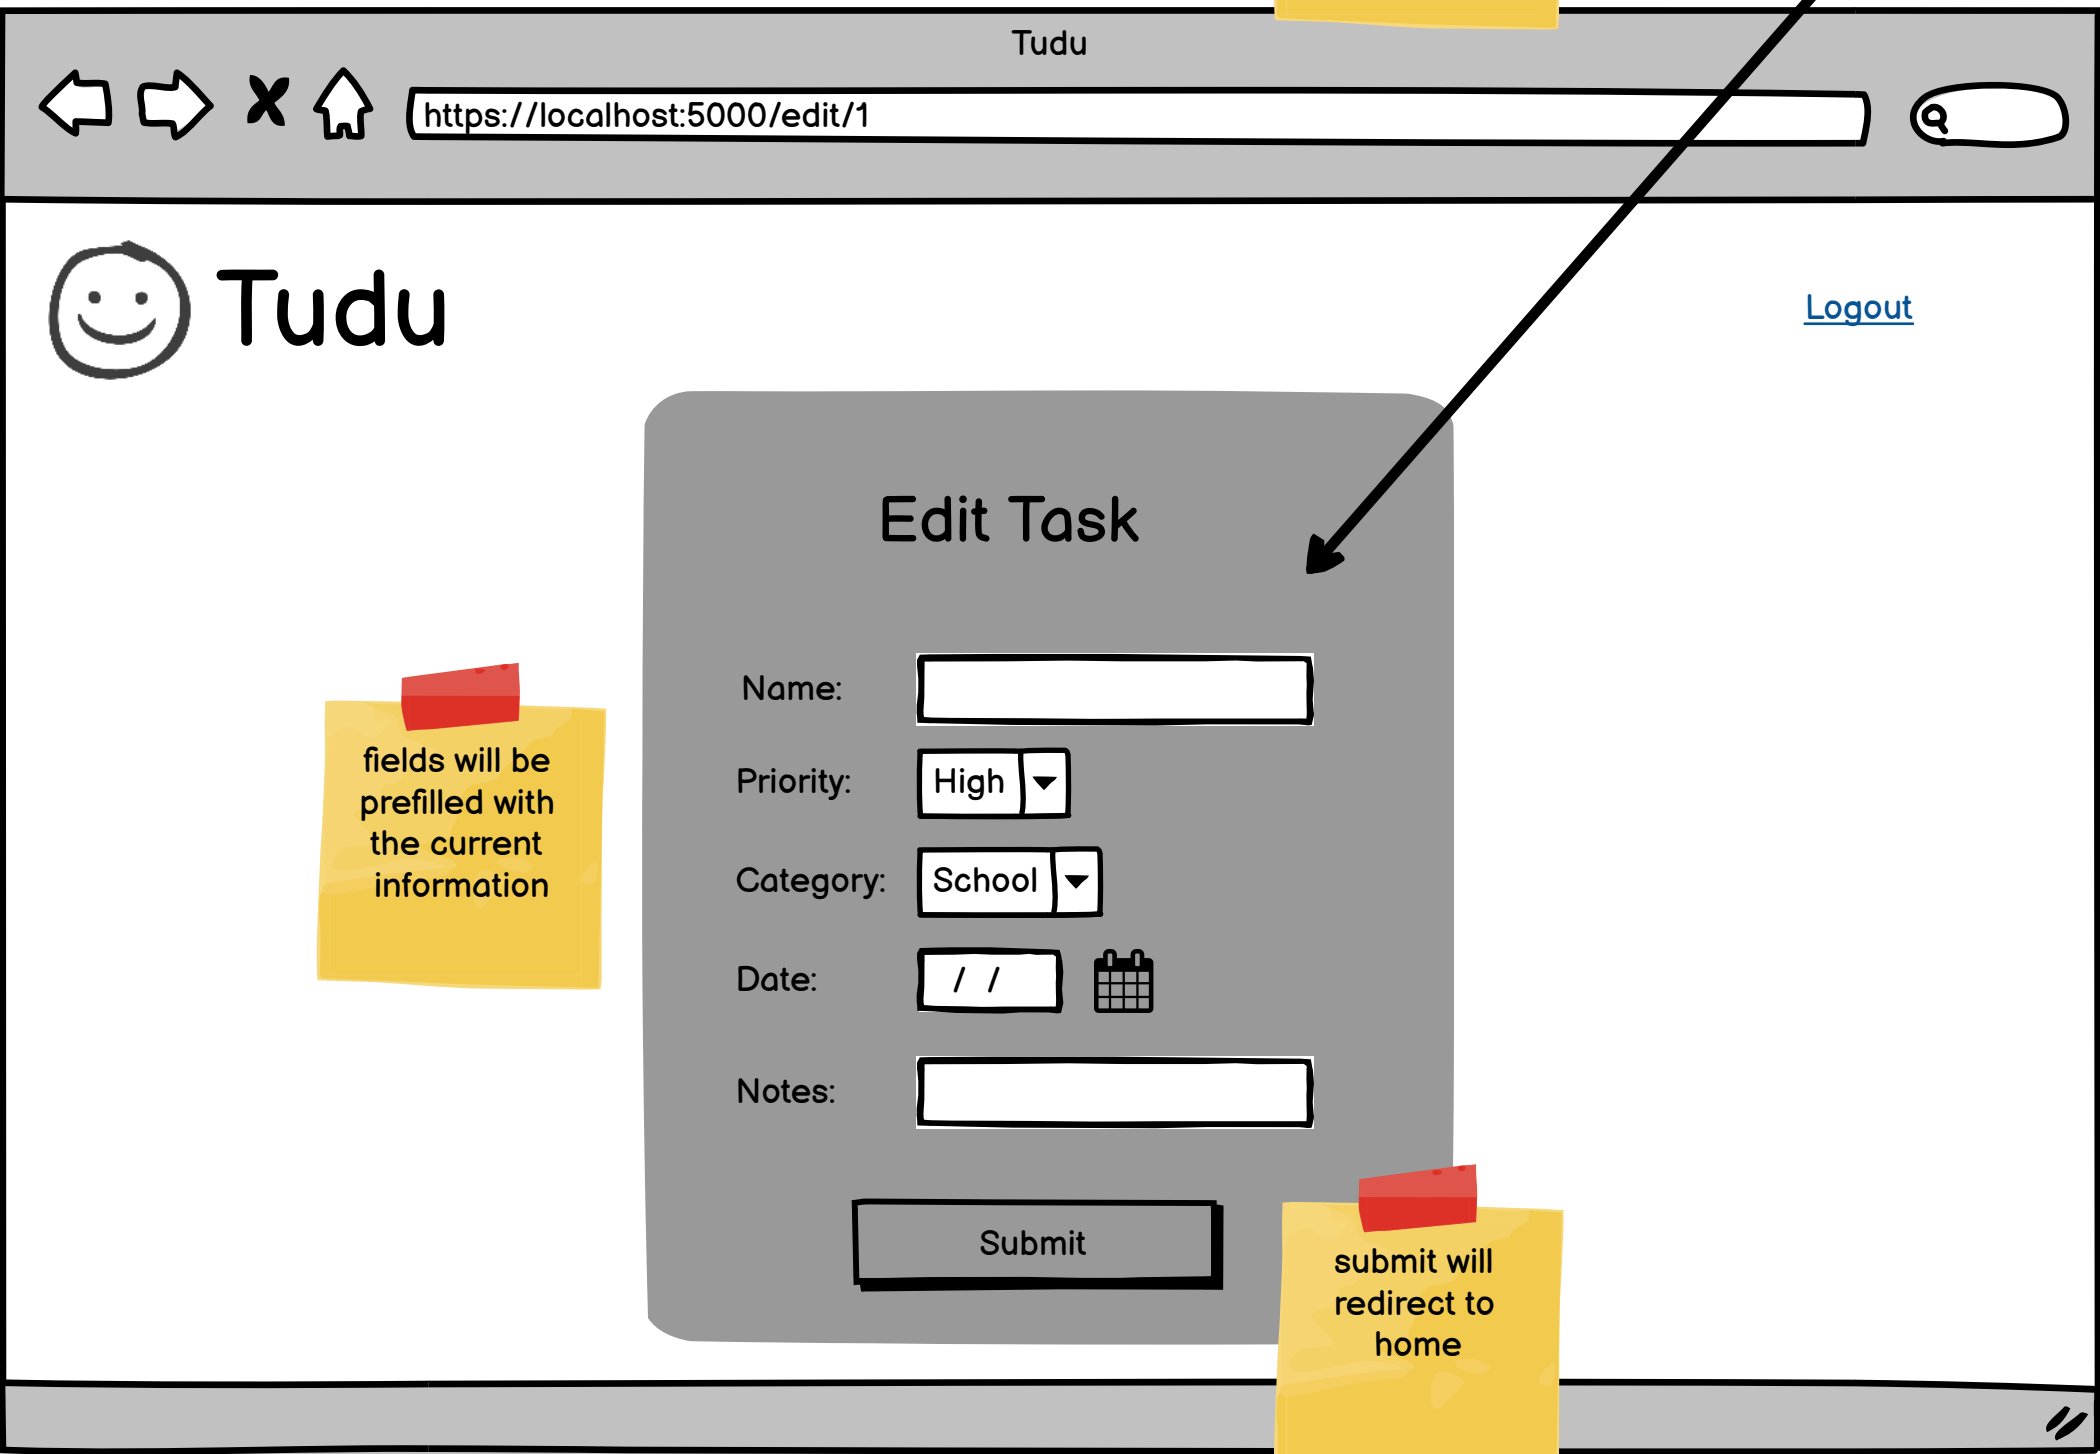 Tudu
https://localhost:5000/edit/1
Tudu
Logout
Edit Task
Name:
Priority: High
Category: School
Date: / /
Notes:
Submit
fields will be
prefilled with
the current
information
submit will
redirect to
home